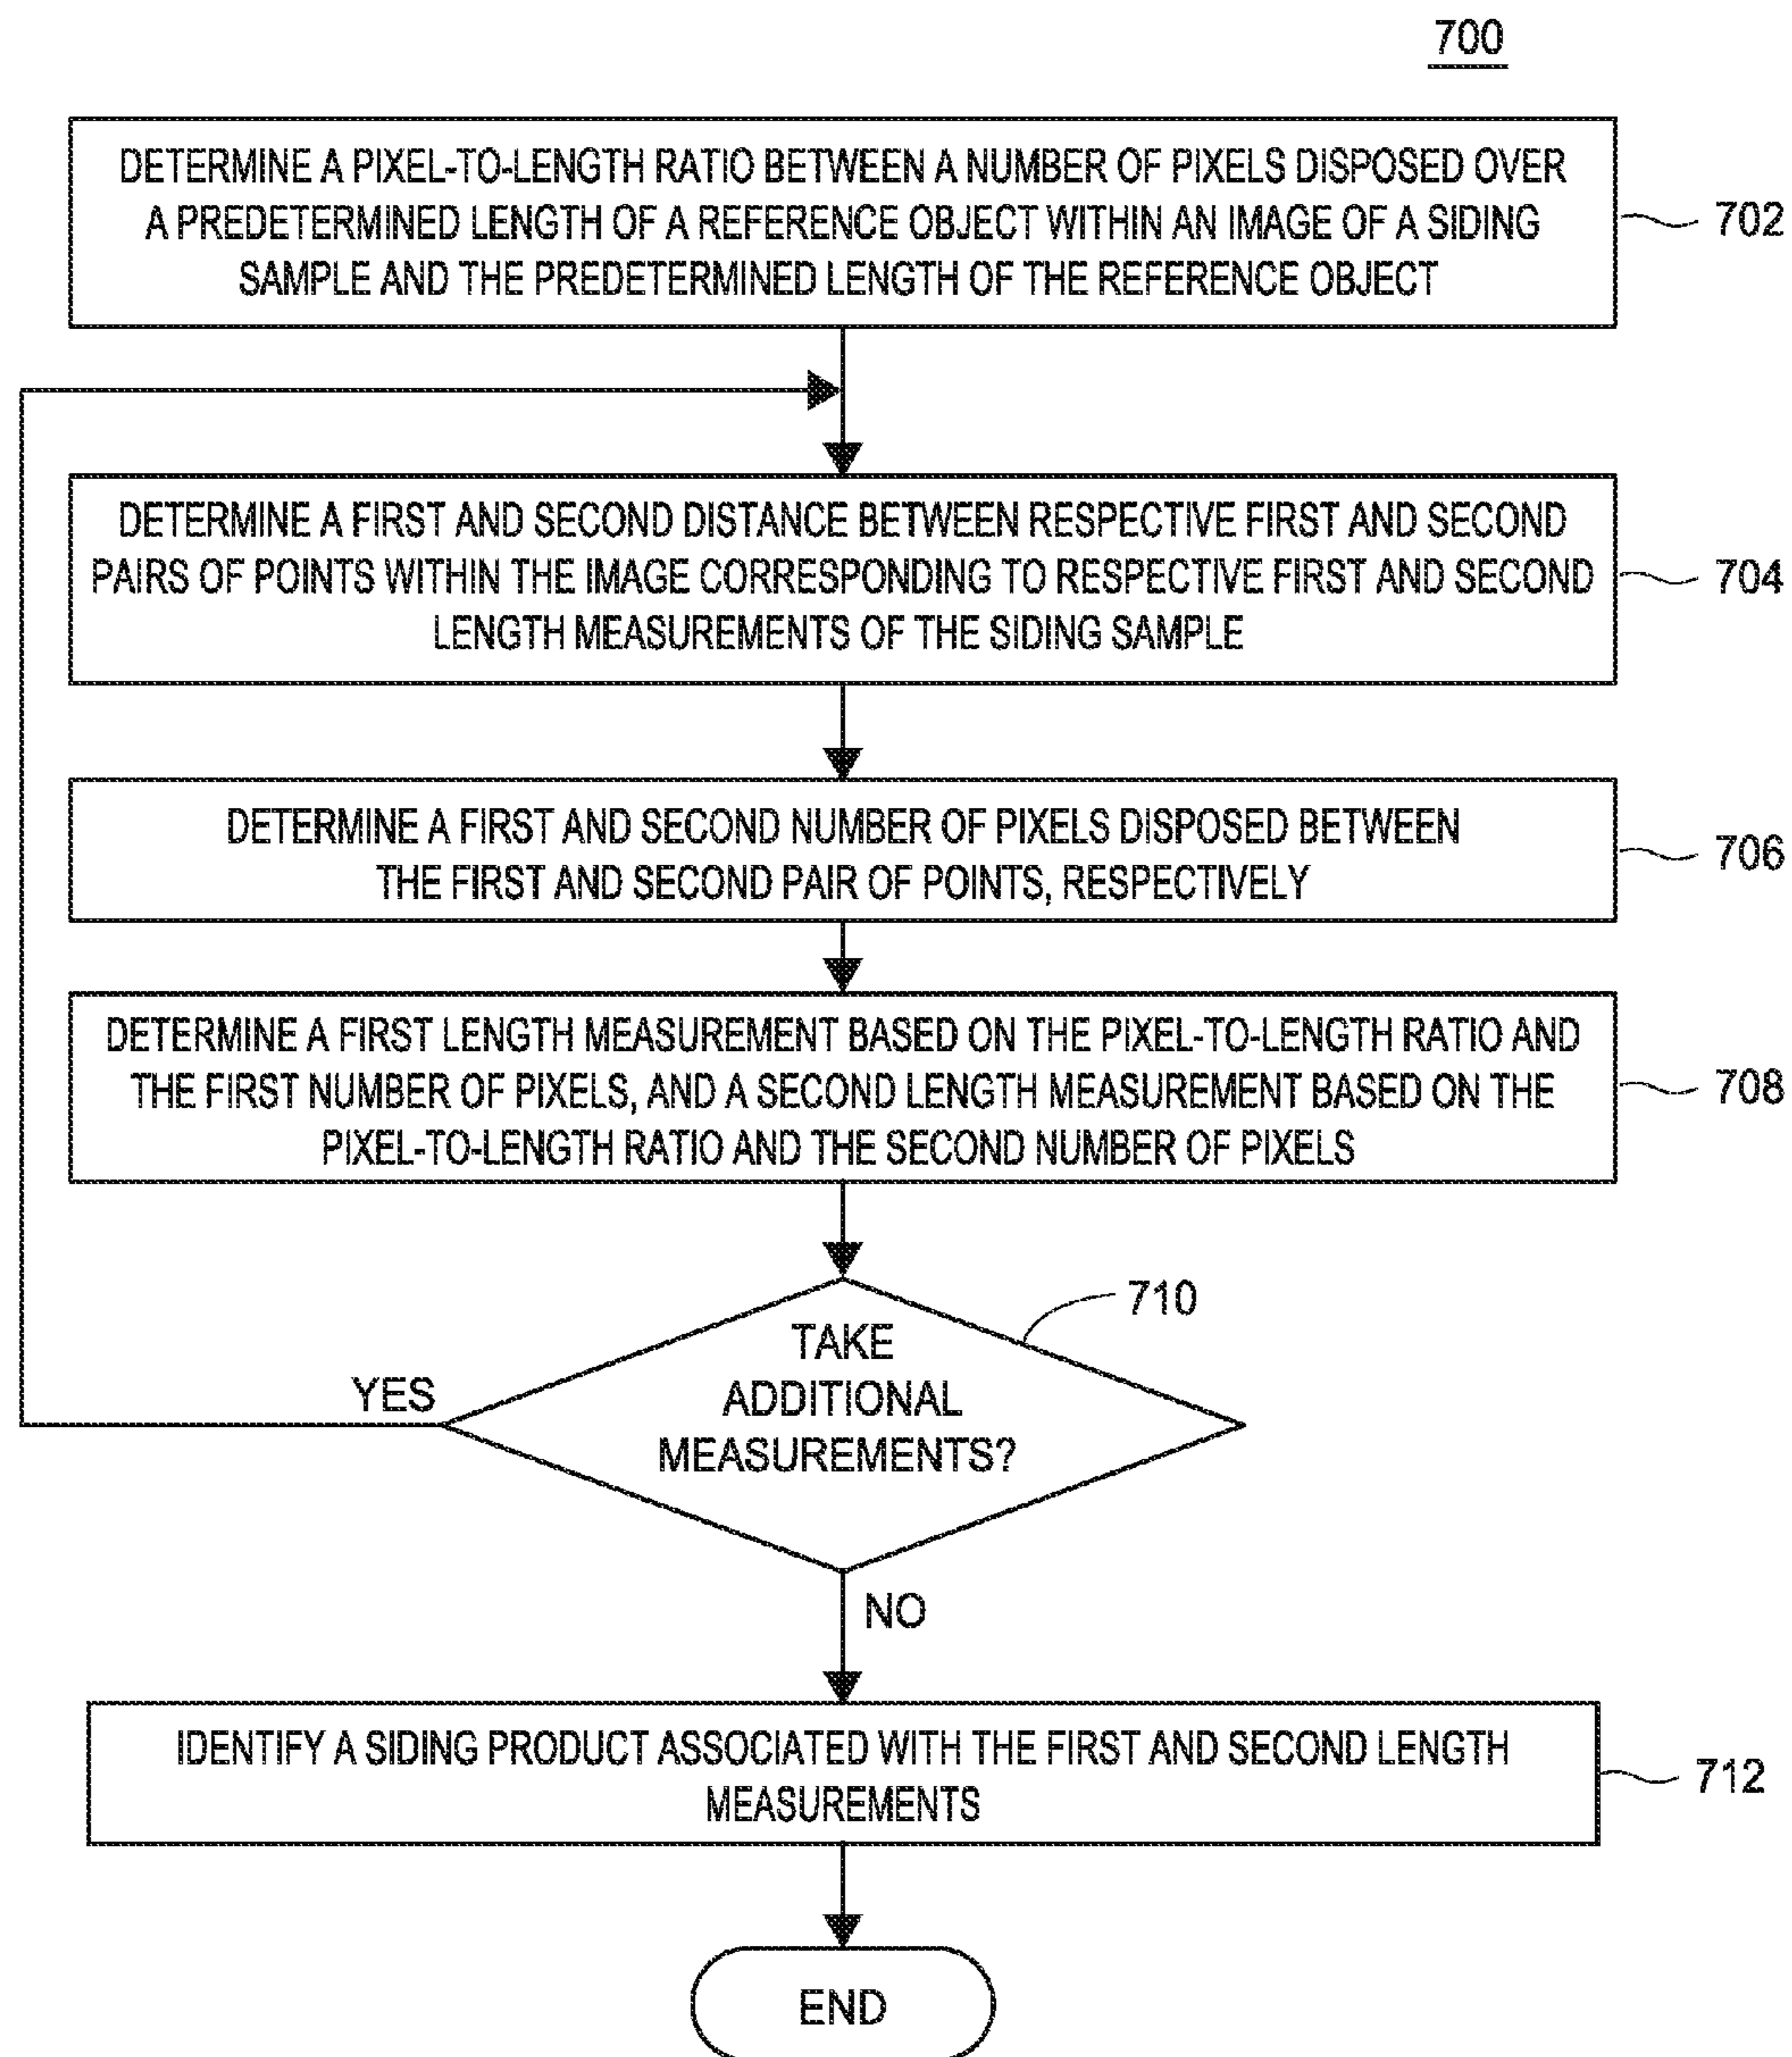 700
DETERMINE A PIXEL-TO-LENGTH RATIO BETWEEN A NUMBER OF PIXELS DISPOSED OVER
A PREDETERMINED LENGTH OF A REFERENCE OBJECT WITHIN AN IMAGE OF A SIDING
SAMPLE AND THE PREDETERMINED LENGTH OF THE REFERENCE OBJECT
702
DETERMINE A FIRST AND SECOND DISTANCE BETWEEN RESPECTIVE FIRST AND SECOND
PAIRS OF POINTS WITHIN THE IMAGE CORRESPONDING TO RESPECTIVE FIRST AND SECOND
LENGTH MEASUREMENTS OF THE SIDING SAMPLE
704
DETERMINE A FIRST AND SECOND NUMBER OF PIXELS DISPOSED BETWEEN
THE FIRST AND SECOND PAIR OF POINTS, RESPECTIVELY
706
DETERMINE A FIRST LENGTH MEASUREMENT BASED ON THE PIXEL-TO-LENGTH RATIO AND
THE FIRST NUMBER OF PIXELS, AND A SECOND LENGTH MEASUREMENT BASED ON THE
PIXEL-TO-LENGTH RATIO AND THE SECOND NUMBER OF PIXELS
708
710
TAKE
ADDITIONAL
MEASUREMENTS?
YES
NO
IDENTIFY A SIDING PRODUCT ASSOCIATED WITH THE FIRST AND SECOND LENGTH
MEASUREMENTS
712
END